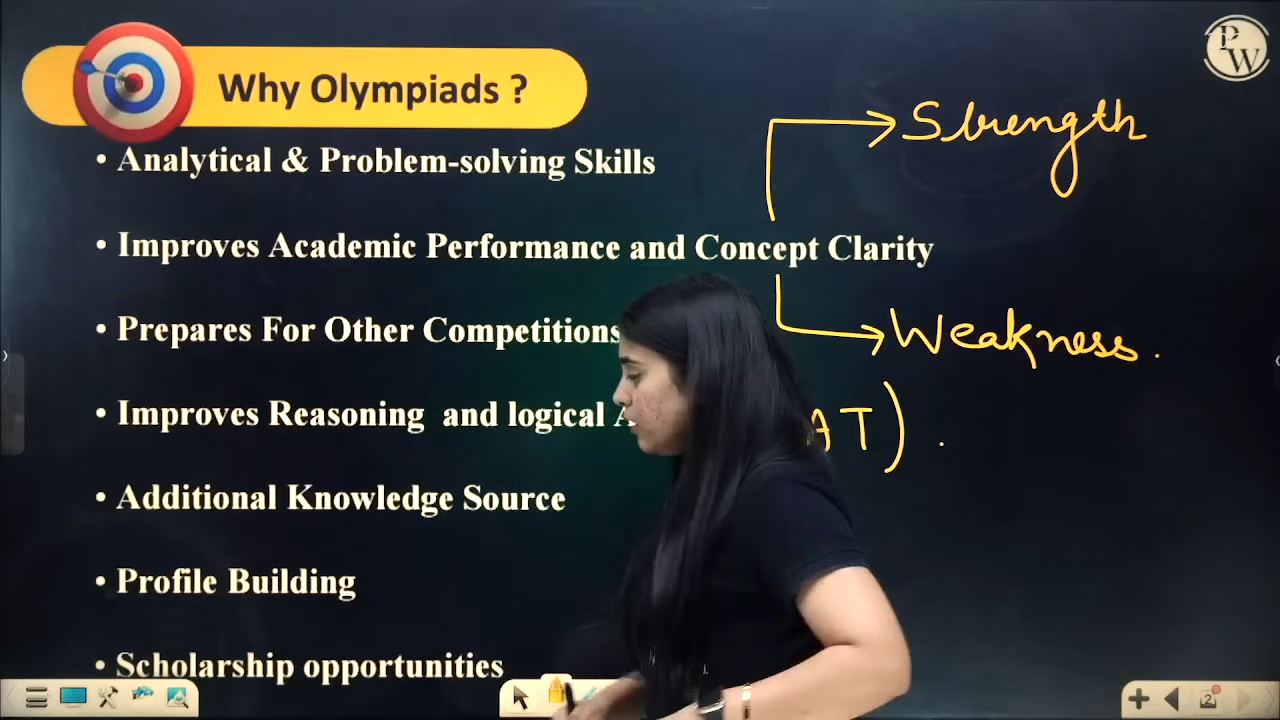 PW
Why Olympiads ?
Strength
• Analytical & Problem-solving Skills
• Improves Academic Performance and Concept Clarity
• Prepares For Other Competitions
Weakness.
• Improves Reasoning and logical
AT).
• Additional Knowledge Source
• Profile Building
• Scholarship opportunities
2